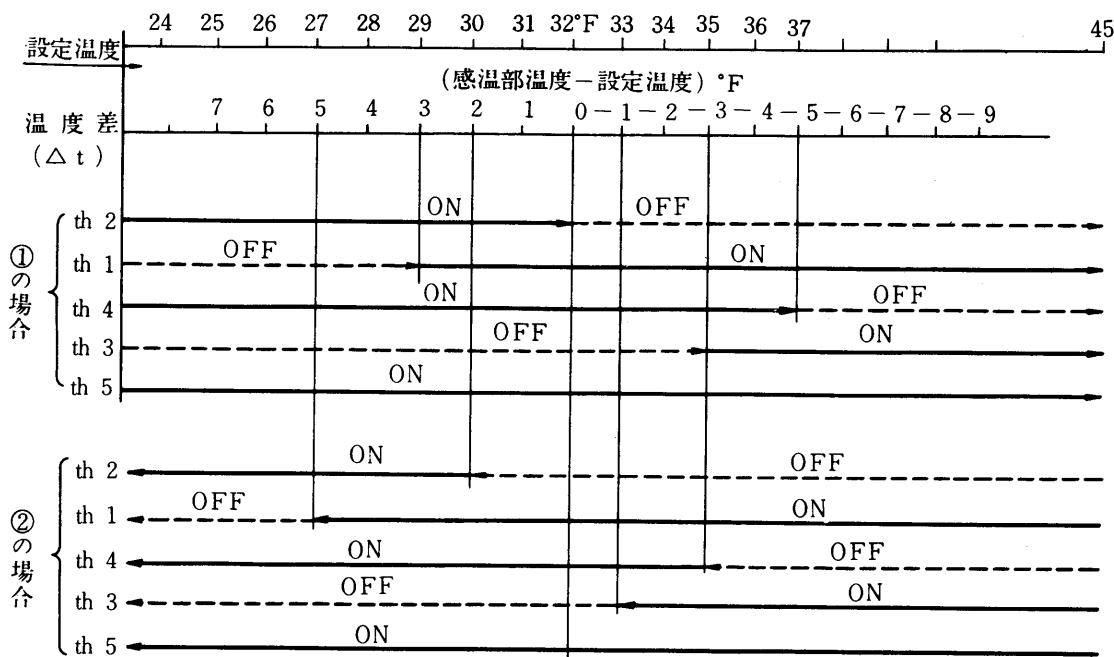 24 25 26 27 28 29 30 31 32°F 33 34 35 36 37 45
設定温度
(感温部温度－設定温度) °F
7 6 5 4 3 2 1 0－1－2－3－4－5－6－7－8－9
温度差
(△t)
①の場合
th 2 ON OFF
th 1 OFF ON
th 4 ON OFF
th 3 OFF ON
th 5 ON
②の場合
th 2 ON OFF
th 1 OFF ON
th 4 ON OFF
th 3 OFF ON
th 5 ON